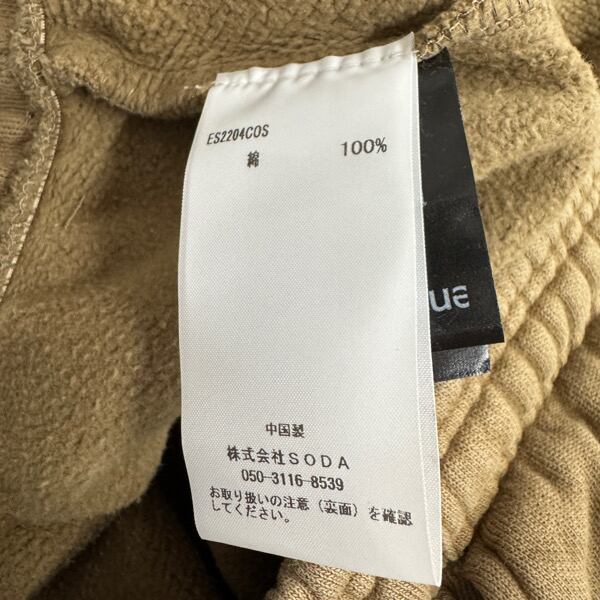 ES2204COS
綿 100%
中国製
株式会社SODA
050-3116-8539
お取り扱いの注意(裏面)を確認
してください。